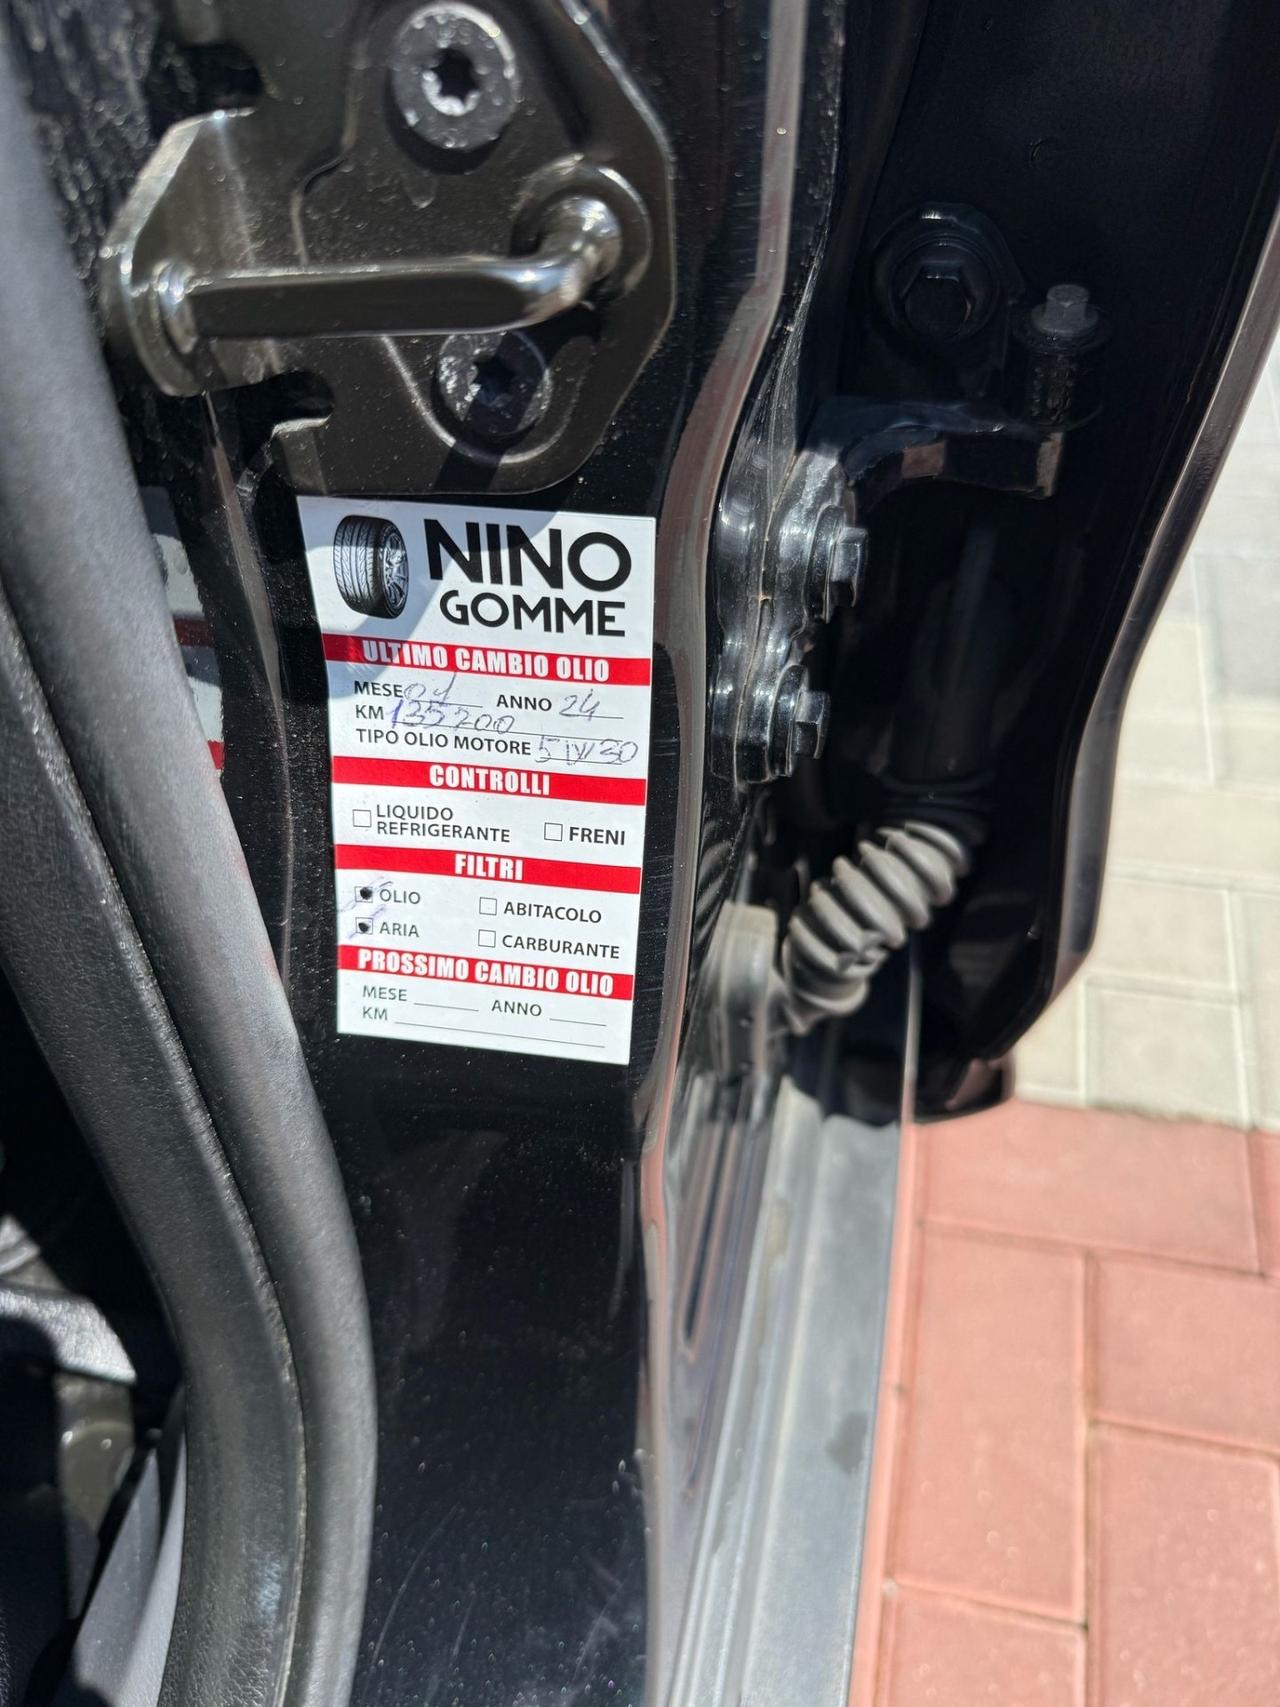 NINO
GOMME
ULTIMO CAMBIO OLIO
MESE 01 ANNO 24
KM 135200
TIPO OLIO MOTORE 5W30
CONTROLLI
LIQUIDO
REFRIGERANTE
FRENI
FILTRI
OLIO ABITACOLO
ARIA CARBURANTE
PROSSIMO CAMBIO OLIO
MESE ANNO
KM